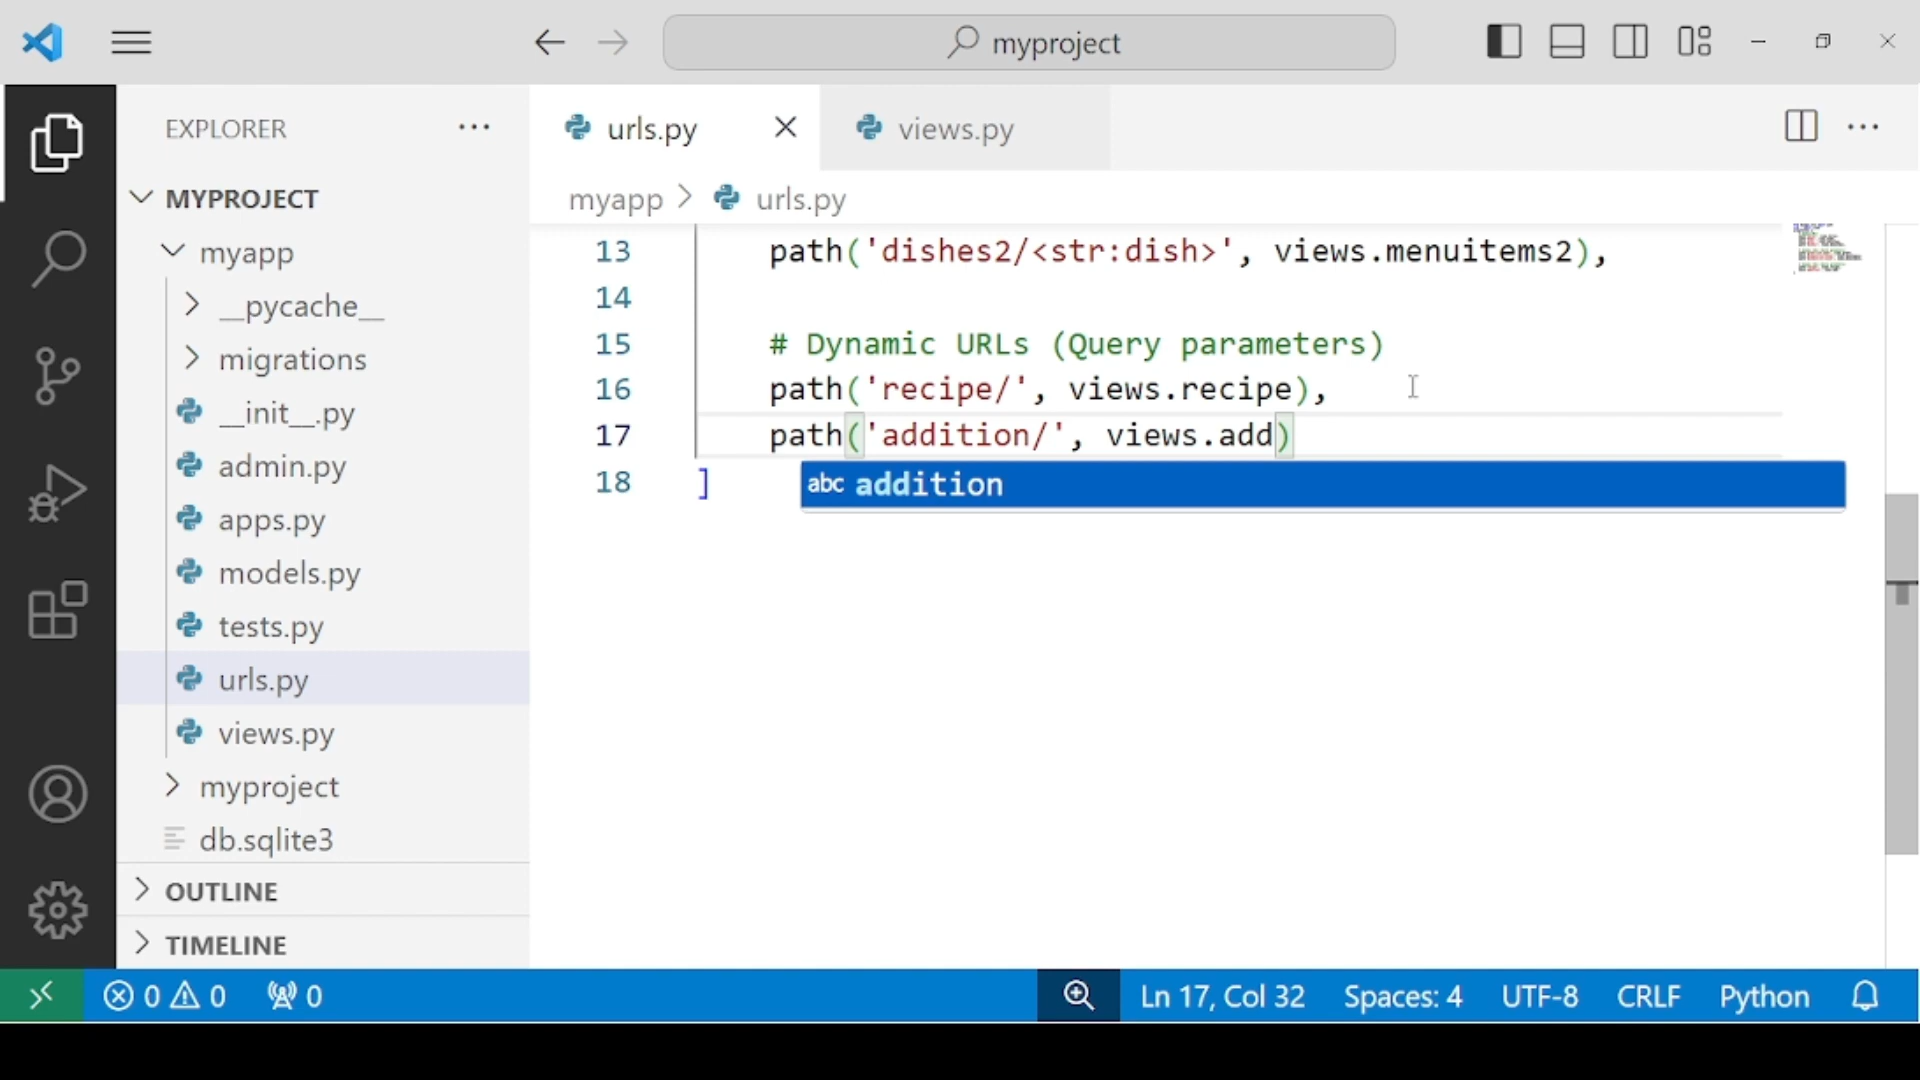 myproject
EXPLORER
MYPROJECT
myapp
__pycache__
migrations
__init__.py
admin.py
apps.py
models.py
tests.py
urls.py
views.py
myproject
db.sqlite3
OUTLINE
TIMELINE
urls.py
views.py
myapp > urls.py
13 path('dishes2/<str:dish>', views.menuitems2),
14
15 # Dynamic URLs (Query parameters)
16 path('recipe/', views.recipe),
17 path('addition/', views.add)
18 ]
abc addition
0 0 0 Ln 17, Col 32 Spaces: 4 UTF-8 CRLF Python